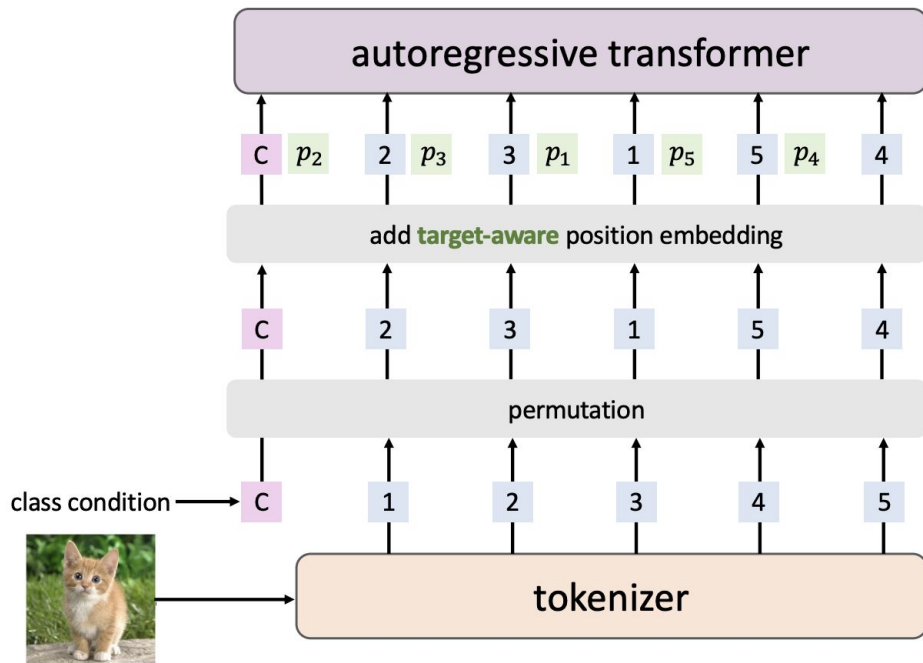 autoregressive transformer
C p₂ 2 p₃ 3 p₁ 1 p₅ 5 p₄ 4
add target-aware position embedding
C 2 3 1 5 4
permutation
class condition C 1 2 3 4 5
tokenizer